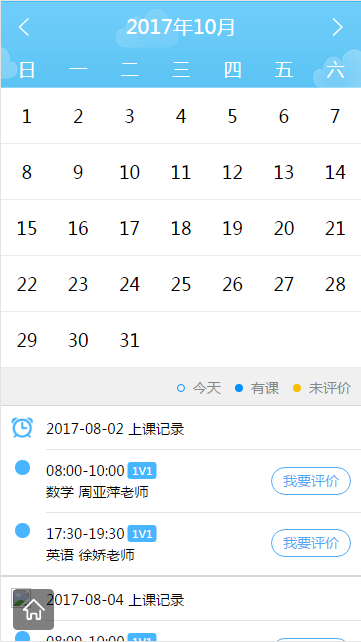 2017年10月
日 一 二 三 四 五 六
1 2 3 4 5 6 7
8 9 10 11 12 13 14
15 16 17 18 19 20 21
22 23 24 25 26 27 28
29 30 31
今天 有课 未评价
2017-08-02 上课记录
08:00-10:00 1V1
数学 周亚萍老师
我要评价
17:30-19:30 1V1
英语 徐娇老师
我要评价
2017-08-04 上课记录
08:00-10:00 1V1